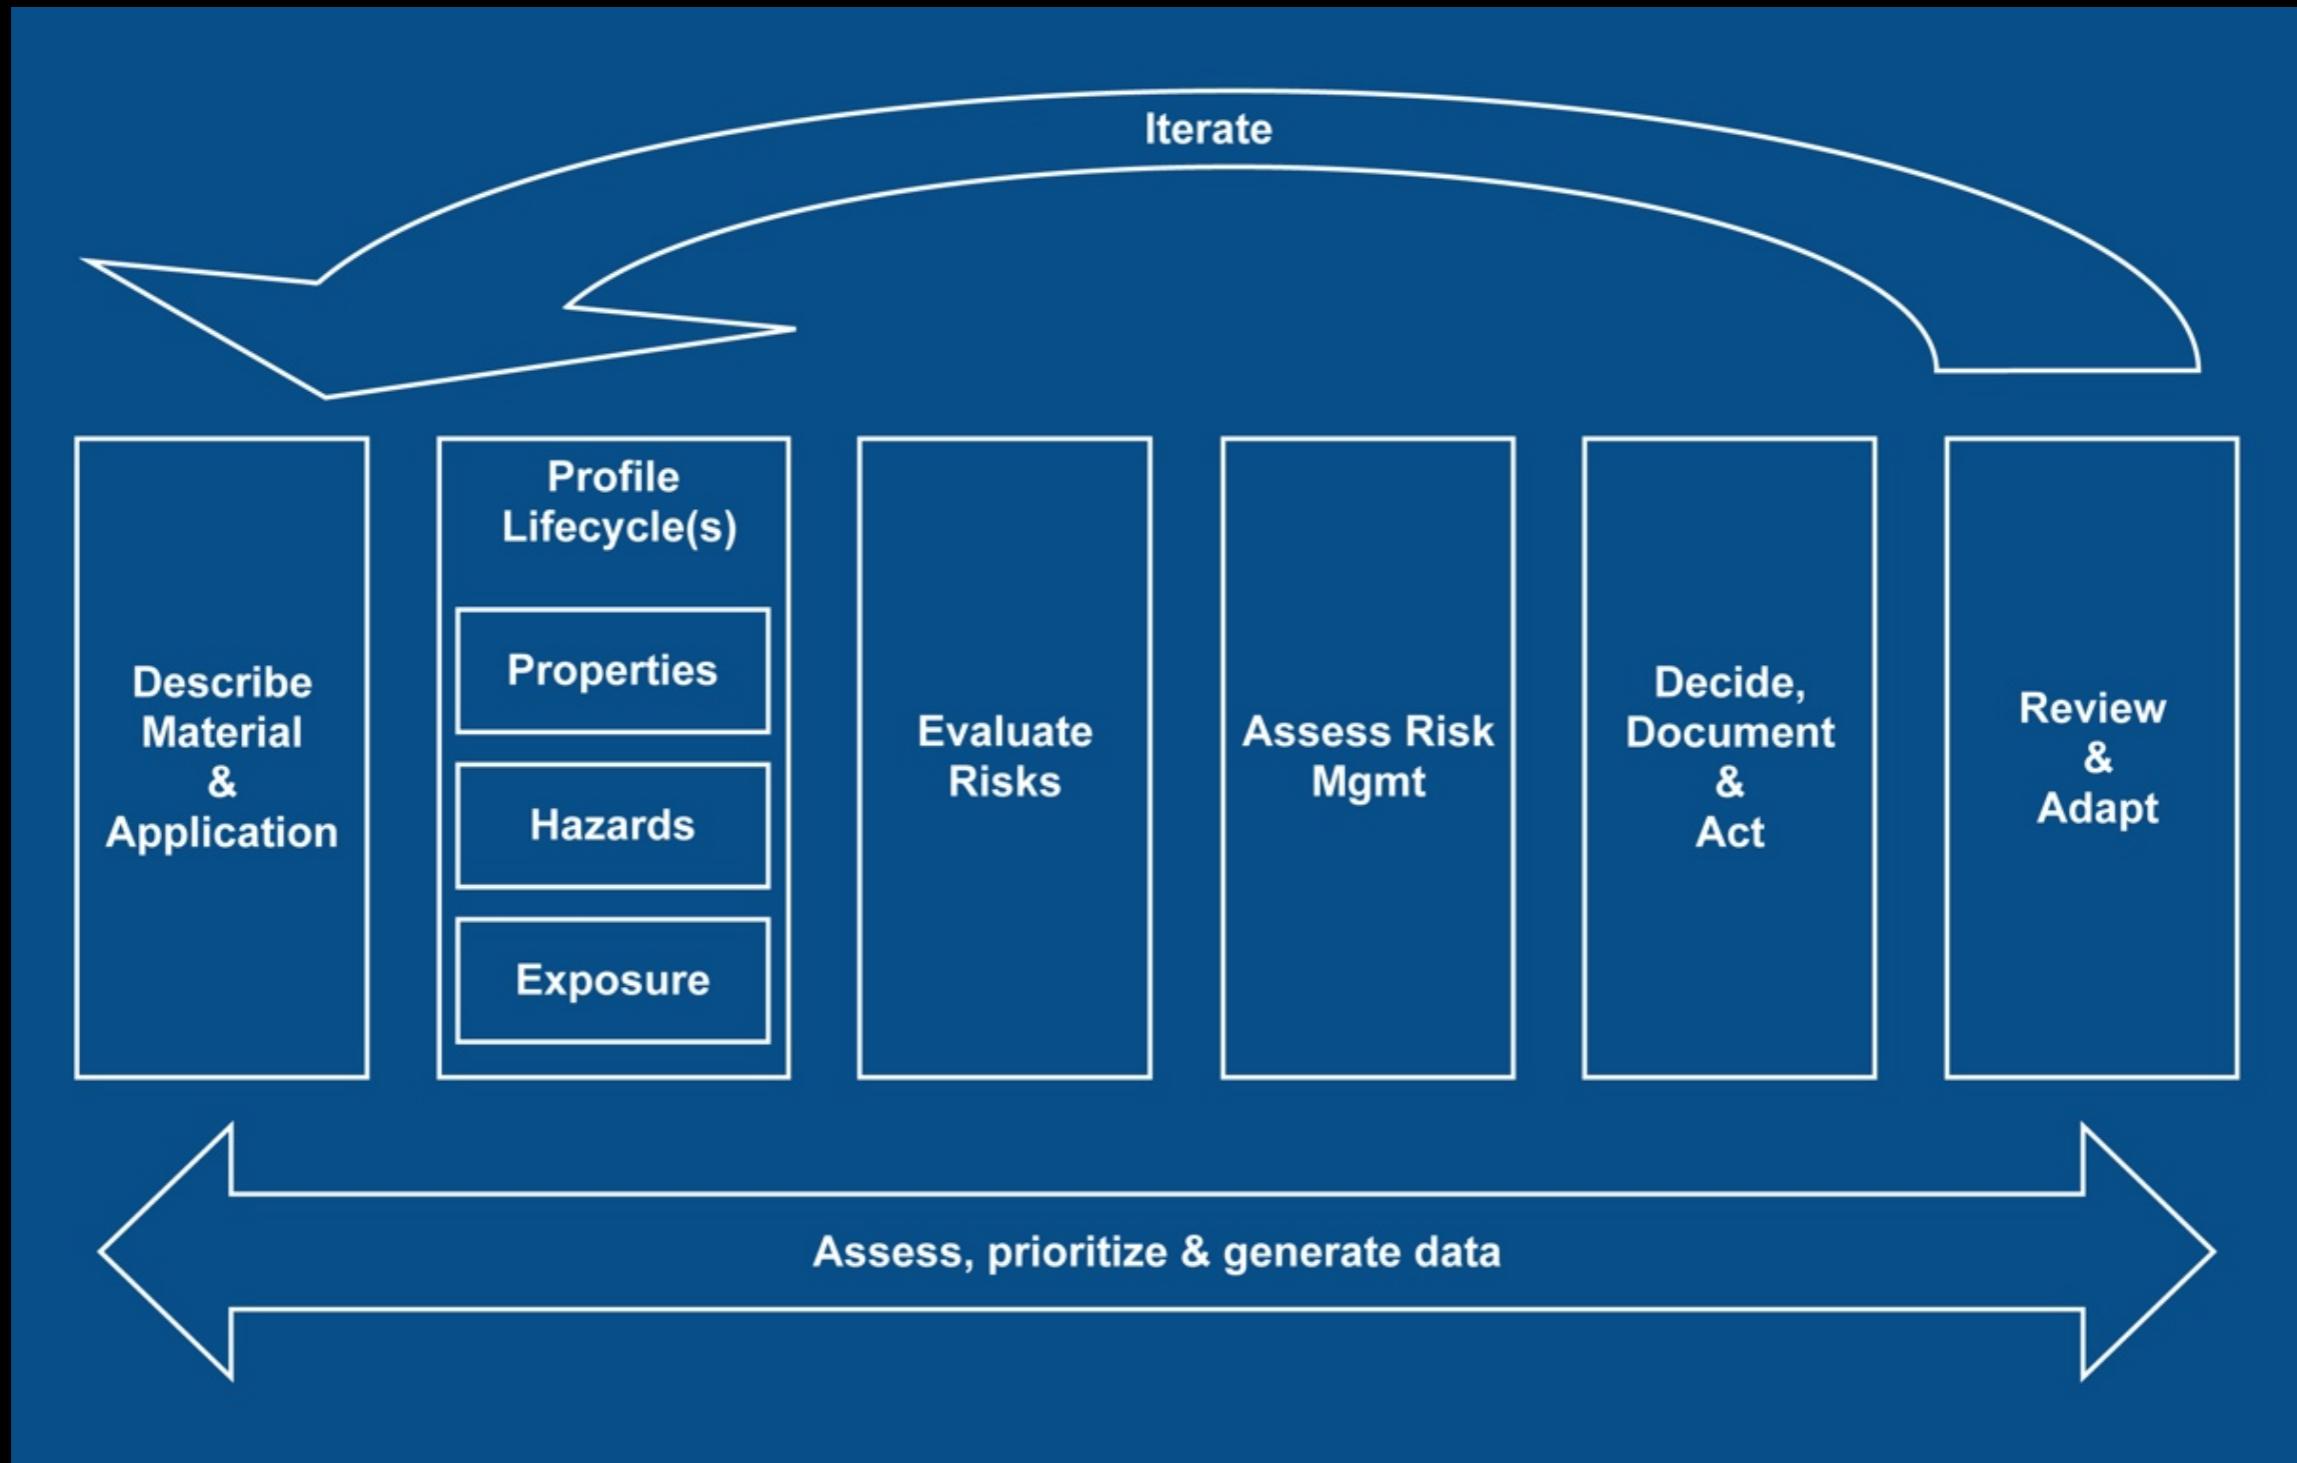 Iterate
Describe
Material
&
Application
Profile
Lifecycle(s)
Properties
Hazards
Exposure
Evaluate
Risks
Assess Risk
Mgmt
Decide,
Document
&
Act
Review
&
Adapt
Assess, prioritize & generate data